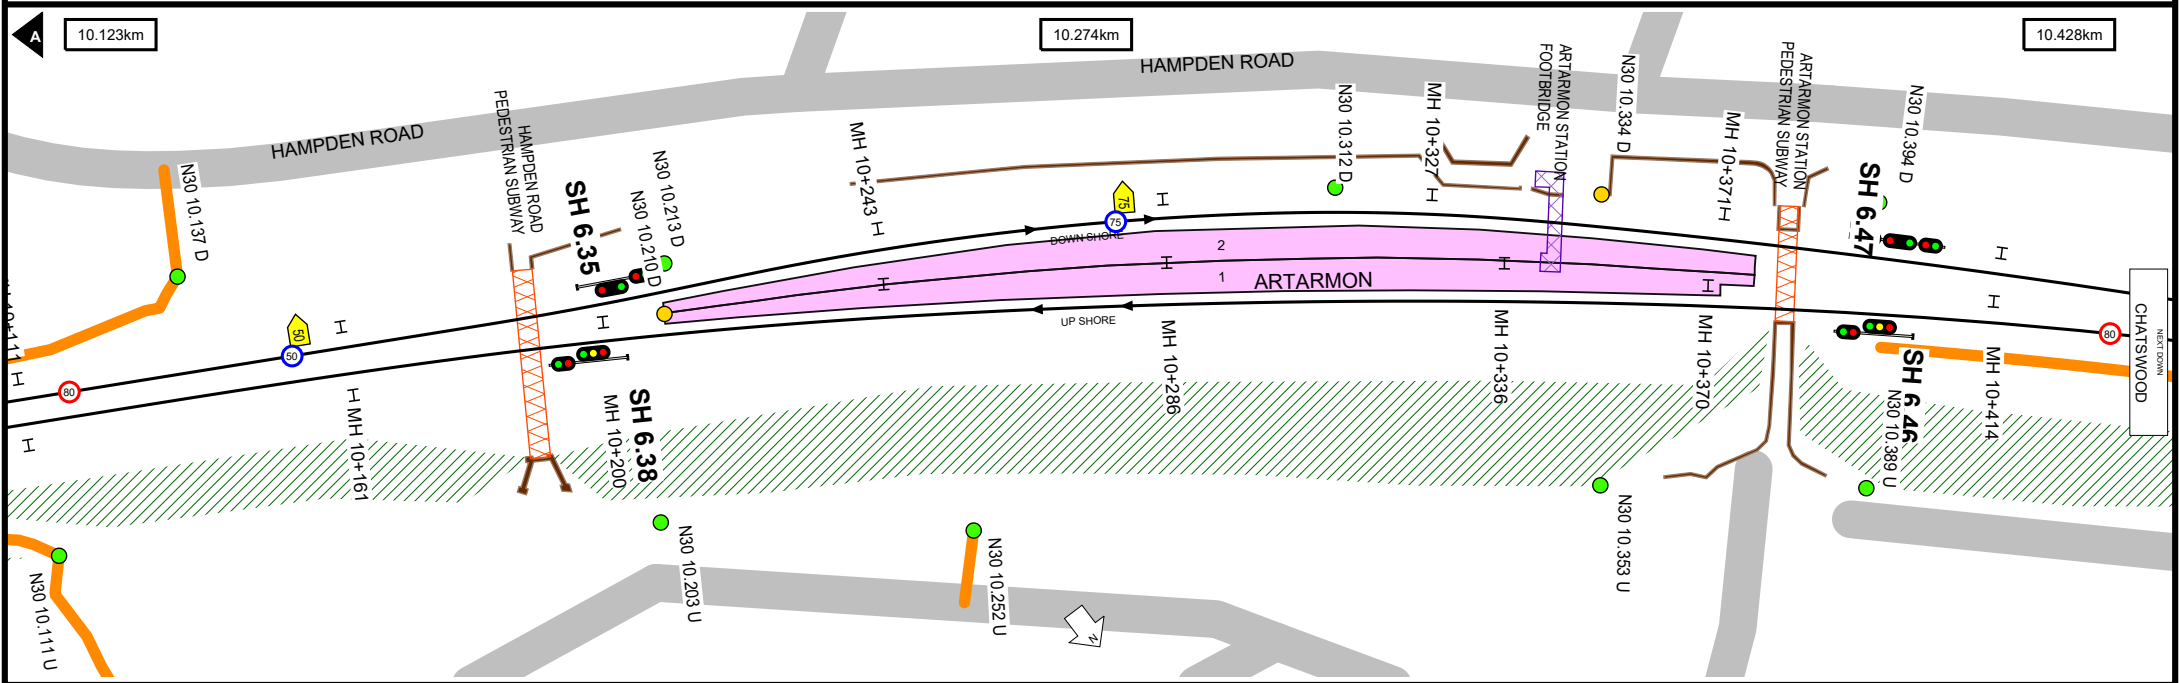 A
10.123km
10.274km
10.428km
HAMPDEN ROAD
HAMPDEN ROAD
N30 10.137 D
HAMPDEN ROAD
PEDESTRIAN SUBWAY
SH 6.35
N30 10.213 D
N30 10.210 D
MH 10+243
75
75
DOWN SHORE
2
1
ARTARMON
UP SHORE
N30 10.312 D
MH 10+327
ARTARMON STATION
FOOTBRIDGE
N30 10.334 D
MH 10+371
ARTARMON STATION
PEDESTRIAN SUBWAY
SH 6.47
N30 10.394 D
50
50
80
80
NEXT DOWN
CHATSWOOD
MH 10+161
MH 10+200
SH 6.38
MH 10+286
MH 10+336
MH 10+370
SH 6.46
N30 10.389 U
MH 10+414
N30 10.111 U
N30 10.203 U
N30 10.252 U
N30 10.353 U
N